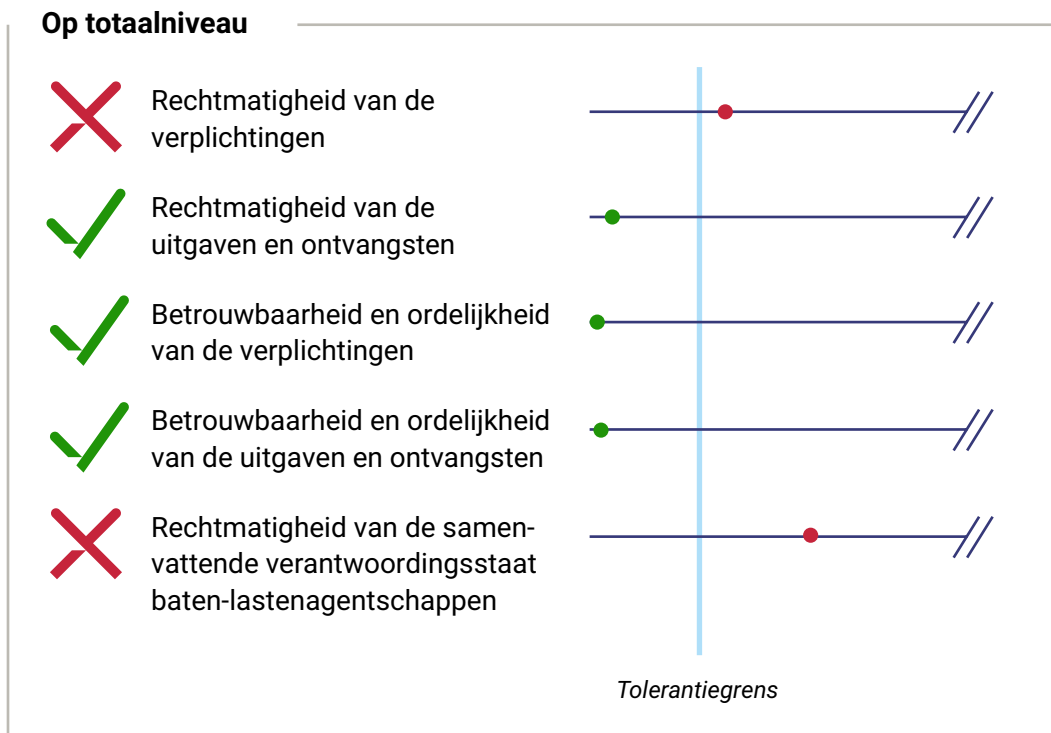 Op totaalniveau
Rechtmatigheid van de
verplichtingen
Rechtmatigheid van de
uitgaven en ontvangsten
Betrouwbaarheid en ordelijkheid
van de verplichtingen
Betrouwbaarheid en ordelijkheid
van de uitgaven en ontvangsten
Rechtmatigheid van de samen-
vattende verantwoordingsstaat
baten-lastenagentschappen
Tolerantiegrens